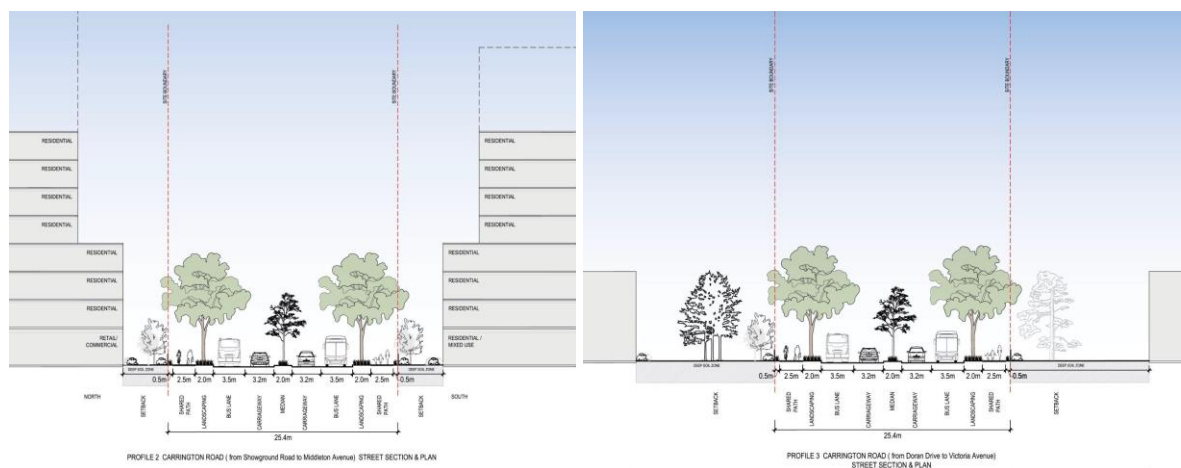 SITE BOUNDARY
SITE BOUNDARY
RESIDENTIAL
RESIDENTIAL
RESIDENTIAL
RESIDENTIAL
RESIDENTIAL
RESIDENTIAL
RESIDENTIAL
RETAIL/
COMMERCIAL
RESIDENTIAL
RESIDENTIAL
RESIDENTIAL
RESIDENTIAL
RESIDENTIAL
RESIDENTIAL
RESIDENTIAL
RESIDENTIAL /
MIXED USE
DEEP SOIL ZONE
DEEP SOIL ZONE
0.5m 2.5m 2.0m 3.5m 3.2m 2.0m 3.2m 3.5m 2.0m 2.5m 0.5m
NORTH
SETBACK
SHARED
PATH
LANDSCAPING
BUS LANE
CARRIAGEWAY
MEDIAN
CARRIAGEWAY
BUS LANE
LANDSCAPING
SHARED
PATH
SETBACK
SOUTH
25.4m
PROFILE 2 CARRINGTON ROAD ( from Showground Road to Middleton Avenue) STREET SECTION & PLAN
SITE BOUNDARY
SITE BOUNDARY
DEEP SOIL ZONE
DEEP SOIL ZONE
0.5m 2.5m 2.0m 3.5m 3.2m 2.0m 3.2m 3.5m 2.0m 2.5m 0.5m
SETBACK
SHARED
PATH
LANDSCAPING
BUS LANE
CARRIAGEWAY
MEDIAN
CARRIAGEWAY
BUS LANE
LANDSCAPING
SHARED
PATH
SETBACK
25.4m
PROFILE 3 CARRINGTON ROAD ( from Doran Drive to Victoria Avenue)
STREET SECTION & PLAN